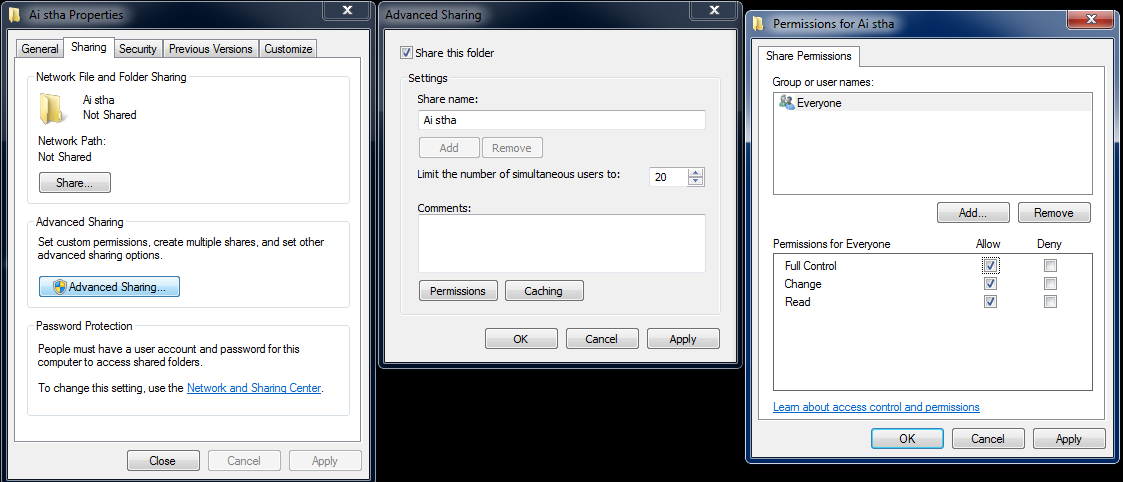 Ai stha Properties
General
Sharing
Security
Previous Versions
Customize
Network File and Folder Sharing
Ai stha
Not Shared
Network Path:
Not Shared
Share...
Advanced Sharing
Set custom permissions, create multiple shares, and set other
advanced sharing options.
Advanced Sharing...
Password Protection
People must have a user account and password for this
computer to access shared folders.
To change this setting, use the Network and Sharing Center.
Close
Cancel
Apply
Advanced Sharing
Share this folder
Settings
Share name:
Ai stha
Add
Remove
Limit the number of simultaneous users to:
20
Comments:
Permissions
Caching
OK
Cancel
Apply
Permissions for Ai stha
Share Permissions
Group or user names:
Everyone
Add...
Remove
Permissions for Everyone
Allow
Deny
Full Control
Change
Read
Learn about access control and permissions
OK
Cancel
Apply